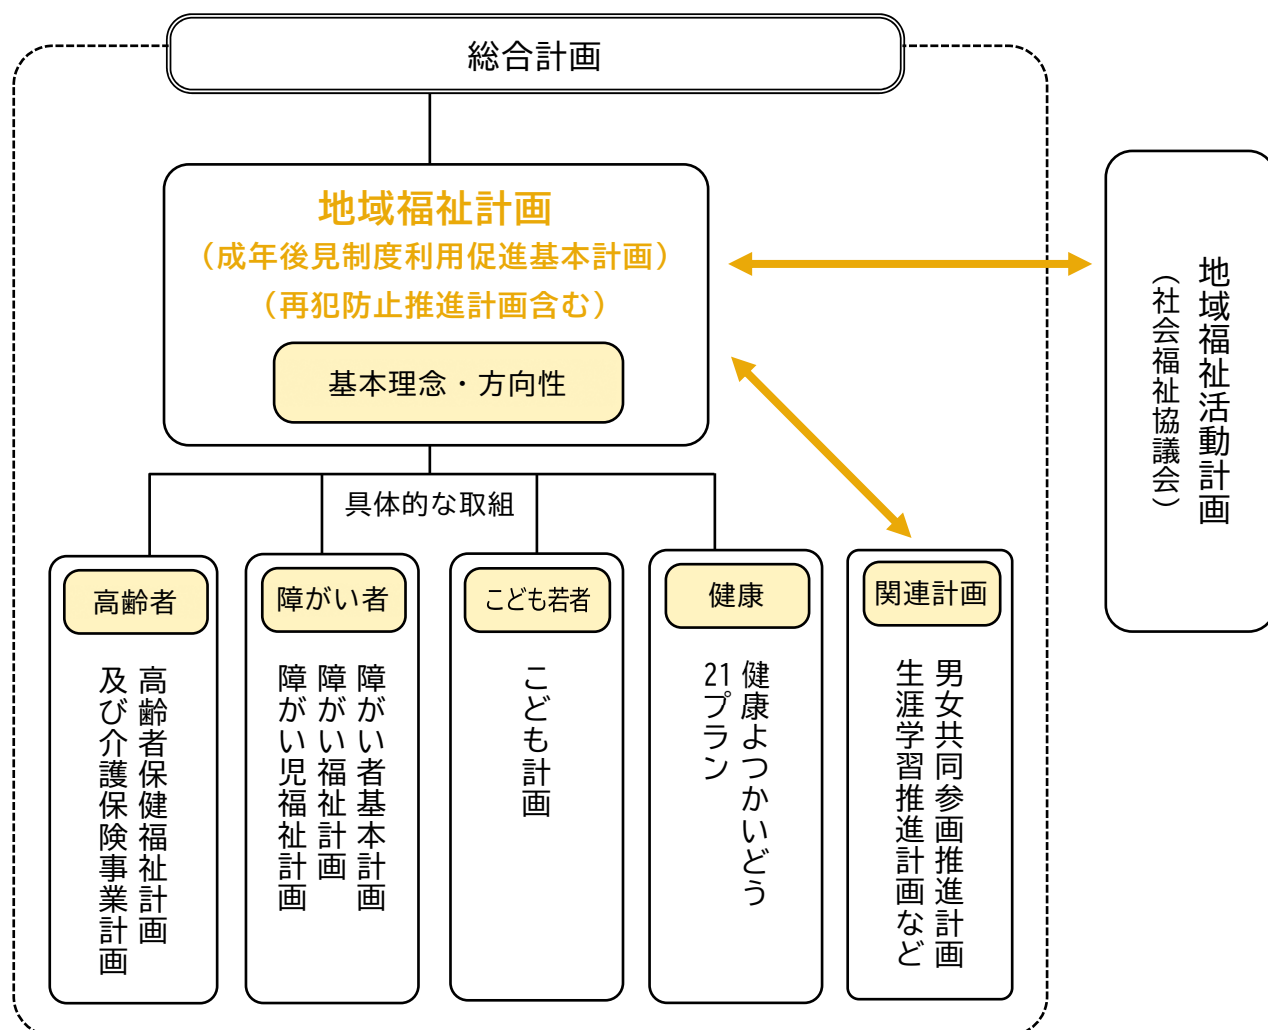 総合計画
地域福祉計画
（成年後見制度利用促進基本計画）
（再犯防止推進計画含む）
基本理念・方向性
地域福祉活動計画
（社会福祉協議会）
具体的な取組
高齢者
高齢者保健福祉計画
及び介護保険事業計画
障がい者
障がい者基本計画
障がい福祉計画
障がい児福祉計画
こども若者
こども計画
健康
健康よつかいどう
21プラン
関連計画
男女共同参画推進計画
生涯学習推進計画など